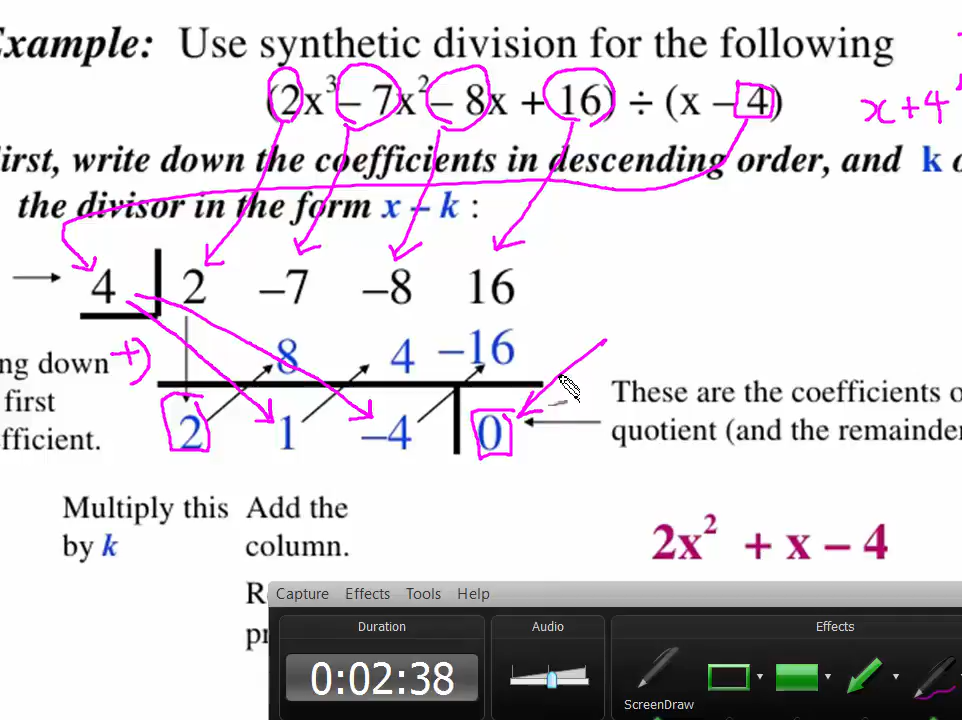 Example: Use synthetic division for the following
(2x³ – 7x² – 8x + 16) ÷ (x – 4)
x + 4
First, write down the coefficients in descending order, and k
the divisor in the form x – k :
4 2 –7 –8 16
+) 8 4 –16
2 1 –4 0
ng down
first
fficient.
These are the coefficients o
quotient (and the remainde
Multiply this
by k
Add the
column.
2x² + x – 4
Capture Effects Tools Help
Duration
0:02:38
Audio
Effects
ScreenDraw